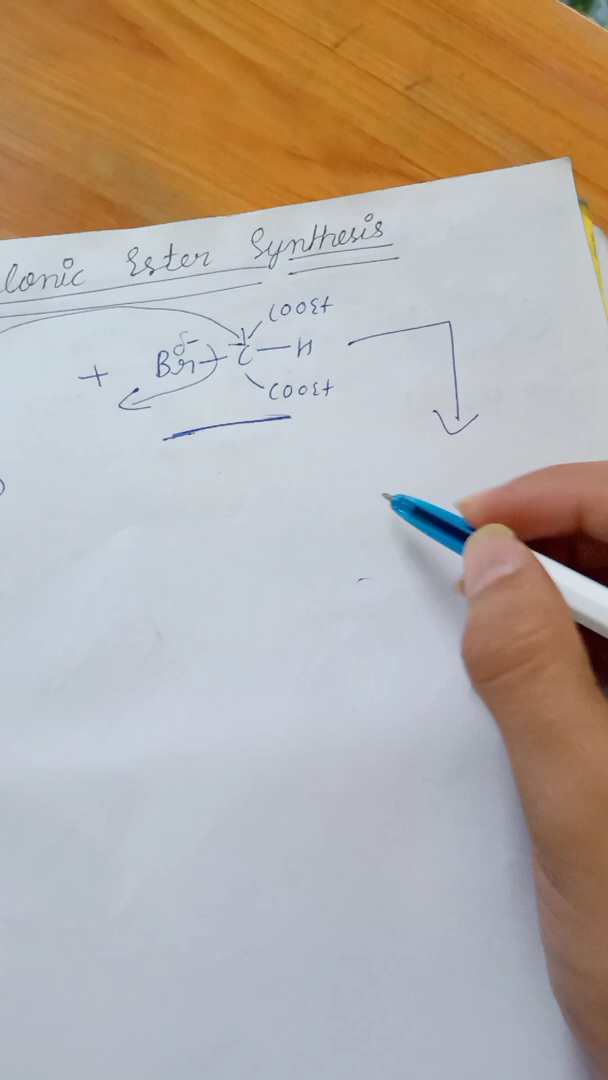 lonic Ester Synthesis
COOEt
+ Br δ- C — H
COOEt